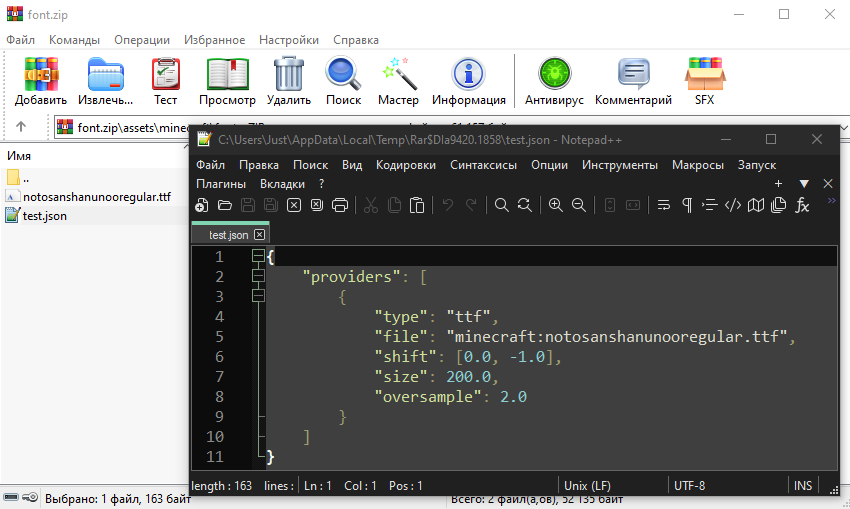 font.zip
Файл Команды Операции Избранное Настройки Справка
Добавить Извлечь... Тест Просмотр Удалить Поиск Мастер Информация Антивирус Комментарий SFX
font.zip\assets\mine
Имя
..
notosanshanunooregular.ttf
test.json
C:\Users\Just\AppData\Local\Temp\Rar$DIa9420.1858\test.json - Notepad++
Файл Правка Поиск Вид Кодировки Синтаксисы Опции Инструменты Макросы Запуск
Плагины Вкладки ?
test.json
1 {
2 "providers": [
3 {
4 "type": "ttf",
5 "file": "minecraft:notosanshanunooregular.ttf",
6 "shift": [0.0, -1.0],
7 "size": 200.0,
8 "oversample": 2.0
9 }
10 ]
11 }
length : 163 lines : Ln : 1 Col : 1 Pos : 1 Unix (LF) UTF-8 INS
Выбрано: 1 файл, 163 байт
Всего: 2 файл(а,ов), 52 135 байт